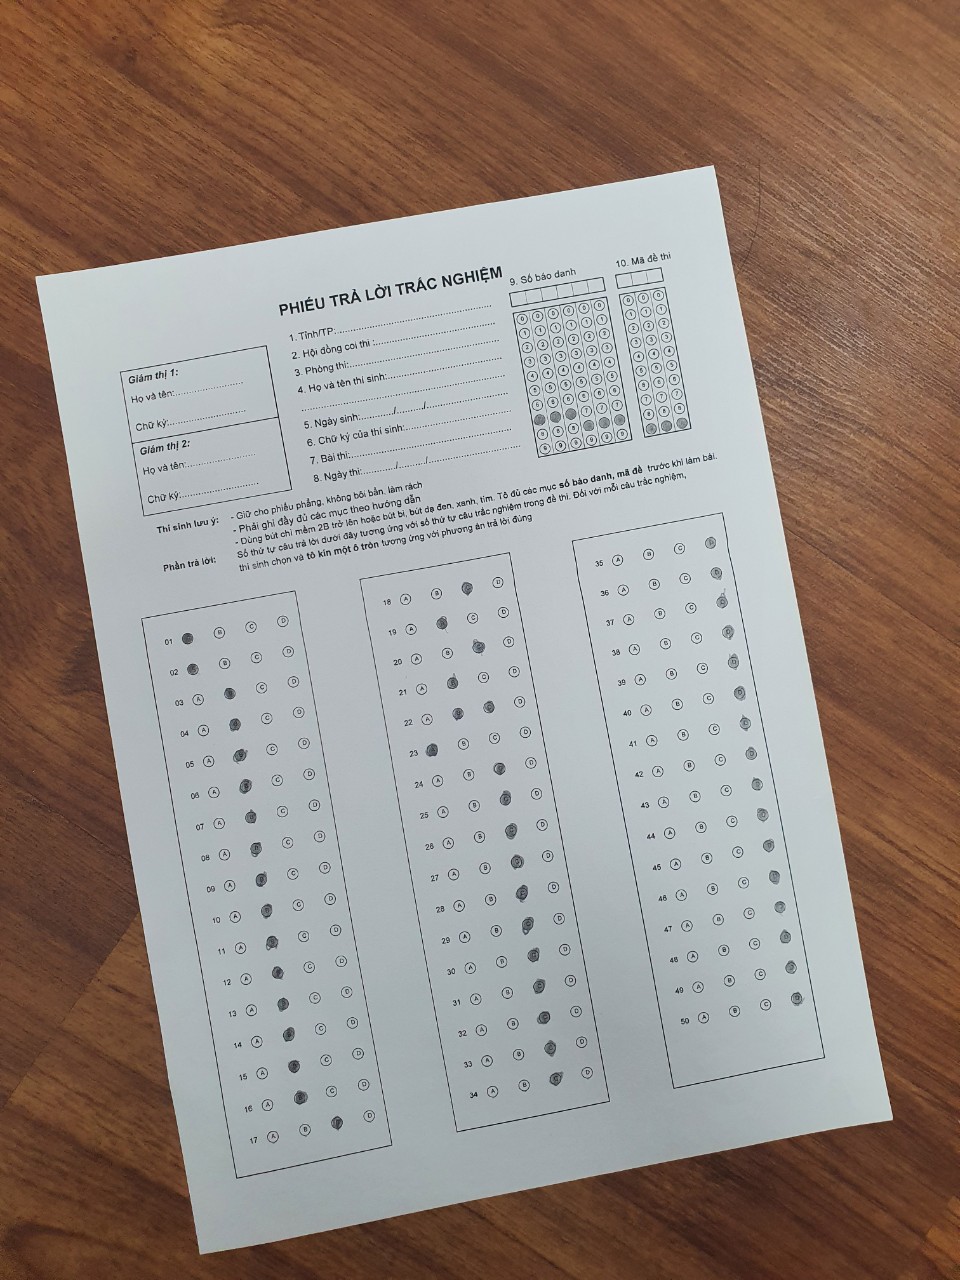 PHIẾU TRẢ LỜI TRẮC NGHIỆM
Giám thị 1:
Họ và tên:
Chữ ký:
Giám thị 2:
Họ và tên:
Chữ ký:
1. Tỉnh/TP:
2. Hội đồng coi thi :
3. Phòng thi:
4. Họ và tên thí sinh:
5. Ngày sinh:............/........../
6. Chữ ký của thí sinh:
7. Bài thi:
8. Ngày thi:............/........../
9. Số báo danh
10. Mã đề thi
Thí sinh lưu ý: - Giữ cho phiếu phẳng, không bôi bẩn, làm rách
- Phải ghi đầy đủ các mục theo hướng dẫn
- Dùng bút chì mềm 2B trở lên hoặc bút bi, bút dạ đen, xanh, tím. Tô đủ các mục số báo danh, mã đề trước khi làm bài.
Phần trả lời: Số thứ tự câu trả lời dưới đây tương ứng với số thứ tự câu trắc nghiệm trong đề thi. Đối với mỗi câu trắc nghiệm,
thí sinh chọn và tô kín một ô tròn tương ứng với phương án trả lời đúng
01 B C D
02 B C D
03 A C D
04 A C D
05 A B C D
06 A B C D
07 A B C D
08 A B C D
09 A B C D
10 A B C D
11 A B C D
12 A C D
13 A C D
14 A C D
15 A B C D
16 A B C D
17 A B D
18 A B C D
19 A B C D
20 A B C D
21 A B C D
22 A B C D
23 B C D
24 A B C D
25 A B C D
26 A B C D
27 A B C D
28 A B C D
29 A B C D
30 A B C D
31 A B C D
32 A B C D
33 A B C D
34 A B C D
35 A B C D
36 A B C D
37 A B C D
38 A B C D
39 A B C D
40 A B C D
41 A B C D
42 A B C D
43 A B C D
44 A B C D
45 A B C D
46 A B C D
47 A B C D
48 A B C D
49 A B C D
50 A B C D